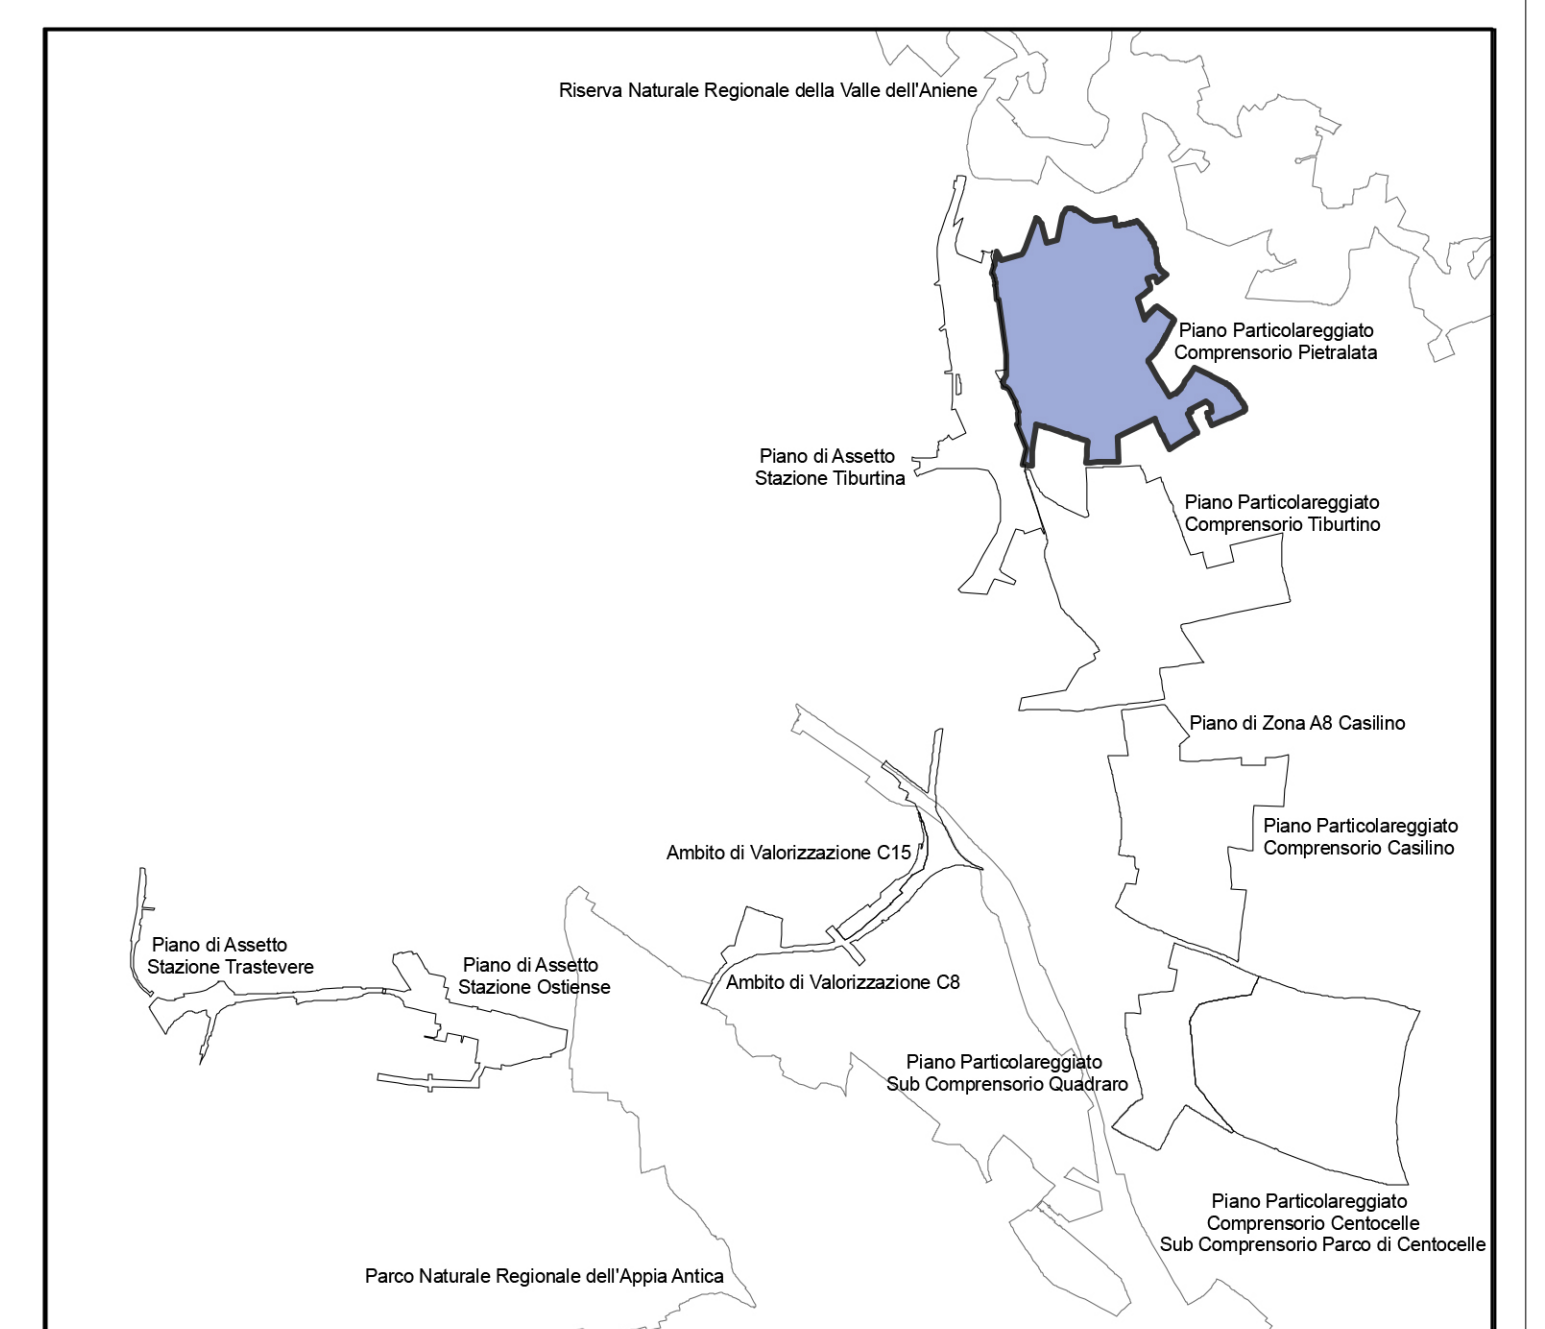 Riserva Naturale Regionale della Valle dell'Aniene
Piano Particolareggiato
Comprensorio Pietralata
Piano di Assetto
Stazione Tiburtina
Piano Particolareggiato
Comprensorio Tiburtino
Piano di Zona A8 Casilino
Piano Particolareggiato
Comprensorio Casilino
Ambito di Valorizzazione C15
Piano di Assetto
Stazione Trastevere
Piano di Assetto
Stazione Ostiense
Ambito di Valorizzazione C8
Piano Particolareggiato
Sub Comprensorio Quadraro
Piano Particolareggiato
Comprensorio Centocelle
Sub Comprensorio Parco di Centocelle
Parco Naturale Regionale dell'Appia Antica